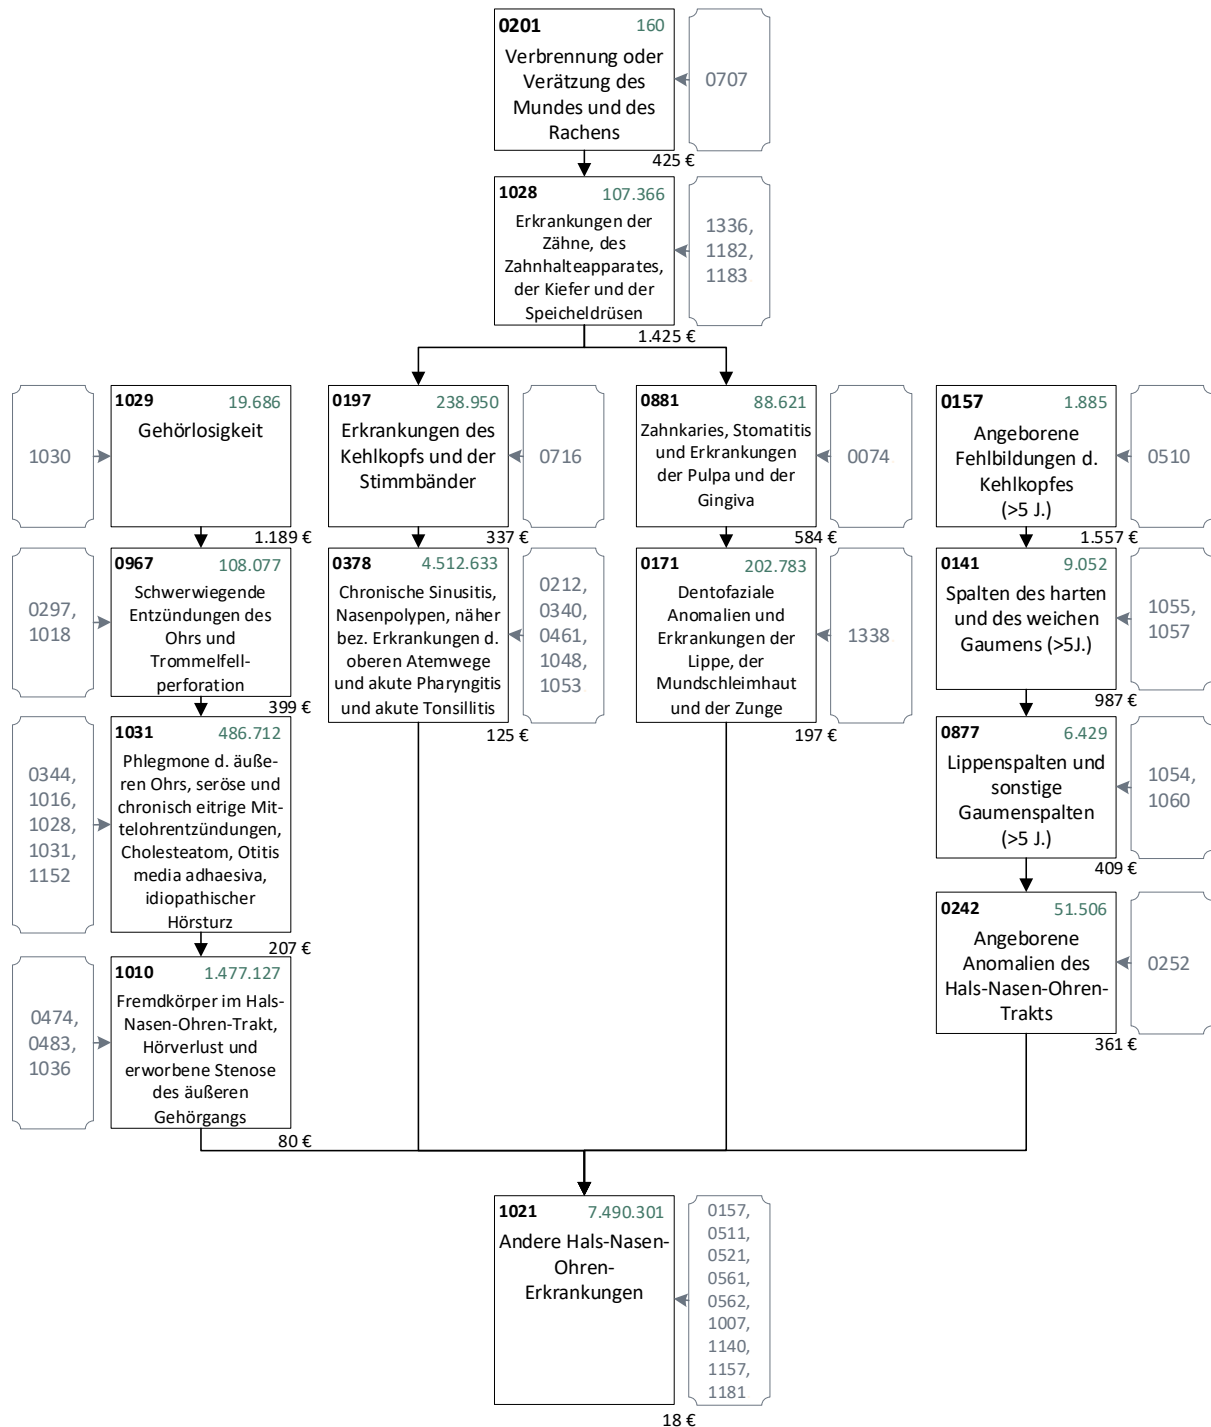 0201 160
Verbrennung oder
Verätzung des
Mundes und des
Rachens
0707
425 €
1028 107.366
Erkrankungen der
Zähne, des
Zahnhalteapparates,
der Kiefer und der
Speicheldrüsen
1336,
1182,
1183
1.425 €
1030
1029 19.686
Gehörlosigkeit
1.189 €
0297,
1018
0967 108.077
Schwerwiegende
Entzündungen des
Ohrs und
Trommelfell-
perforation
399 €
0344,
1016,
1028,
1031,
1152
1031 486.712
Phlegmone d. äuße-
ren Ohrs, seröse und
chronisch eitrige Mit-
telohrentzündungen,
Cholesteatom, Otitis
media adhaesiva,
idiopathischer
Hörsturz
207 €
0474,
0483,
1036
1010 1.477.127
Fremdkörper im Hals-
Nasen-Ohren-Trakt,
Hörverlust und
erworbene Stenose
des äußeren
Gehörgangs
80 €
0197 238.950
Erkrankungen des
Kehlkopfs und der
Stimmbänder
0716
337 €
0378 4.512.633
Chronische Sinusitis,
Nasenpolypen, näher
bez. Erkrankungen d.
oberen Atemwege
und akute Pharyngitis
und akute Tonsillitis
0212,
0340,
0461,
1048,
1053
125 €
0881 88.621
Zahnkaries, Stomatitis
und Erkrankungen
der Pulpa und der
Gingiva
0074
584 €
0171 202.783
Dentofaziale
Anomalien und
Erkrankungen der
Lippe, der
Mundschleimhaut
und der Zunge
1338
197 €
0157 1.885
Angeborene
Fehlbildungen d.
Kehlkopfes
(>5 J.)
0510
1.557 €
0141 9.052
Spalten des harten
und des weichen
Gaumens (>5J.)
1055,
1057
987 €
0877 6.429
Lippenspalten und
sonstige
Gaumenspalten
(>5 J.)
1054,
1060
409 €
0242 51.506
Angeborene
Anomalien des
Hals-Nasen-Ohren-
Trakts
0252
361 €
1021 7.490.301
Andere Hals-Nasen-
Ohren-
Erkrankungen
0157,
0511,
0521,
0561,
0562,
1007,
1140,
1157,
1181
18 €